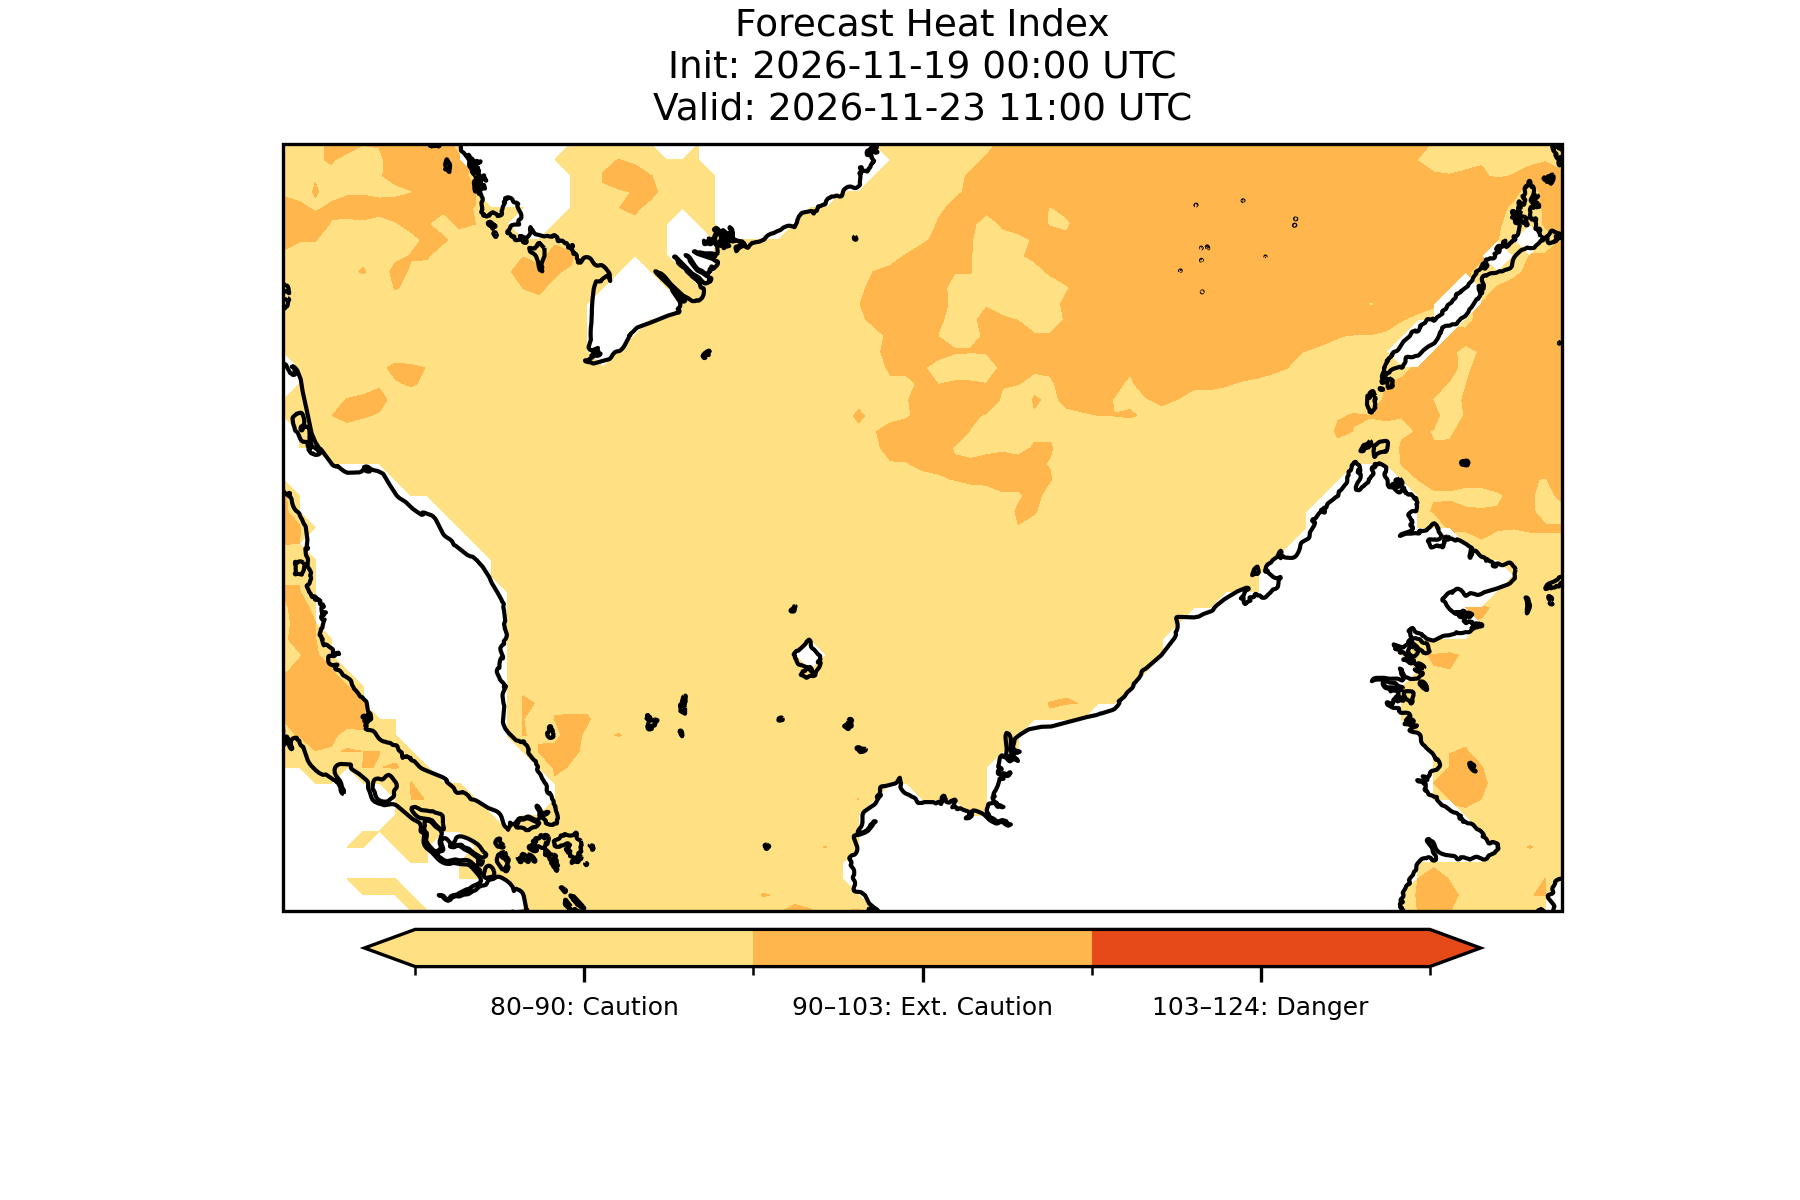 Forecast Heat Index
Init: 2026-11-19 00:00 UTC
Valid: 2026-11-23 11:00 UTC
80–90: Caution
90–103: Ext. Caution
103–124: Danger